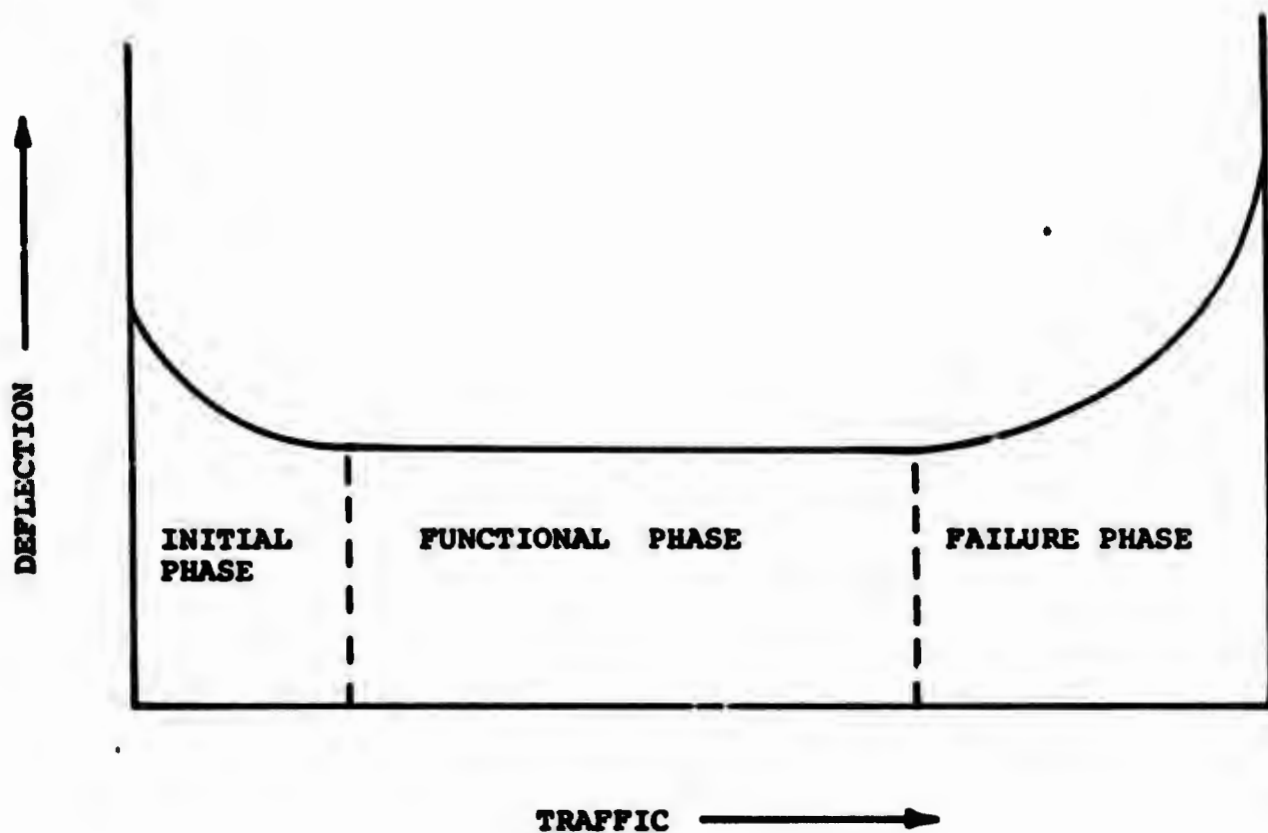 DEFLECTION
INITIAL
PHASE
FUNCTIONAL PHASE
FAILURE PHASE
TRAFFIC